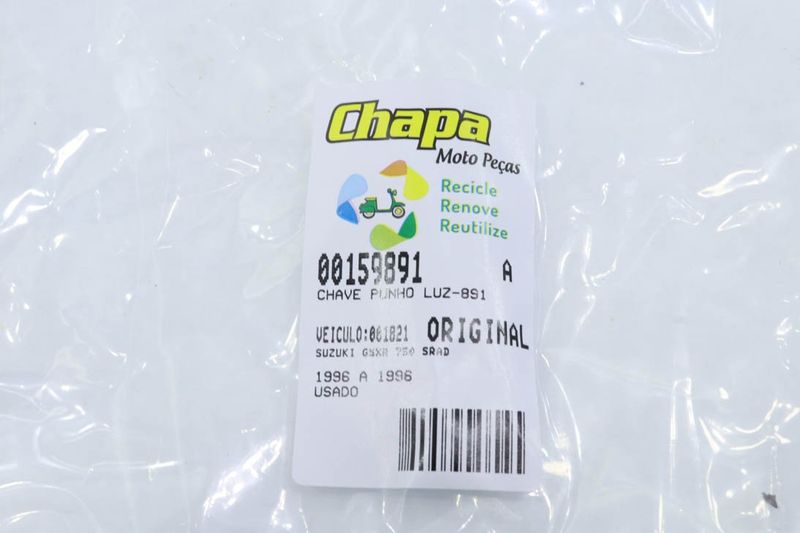 Chapa
Moto Peças
Recicle
Renove
Reutilize
00159891 A
CHAVE PUNHO LUZ-891
VEICULO:001821 ORIGINAL
SUZUKI GSXR 750 SRAD
1996 A 1996
USADO